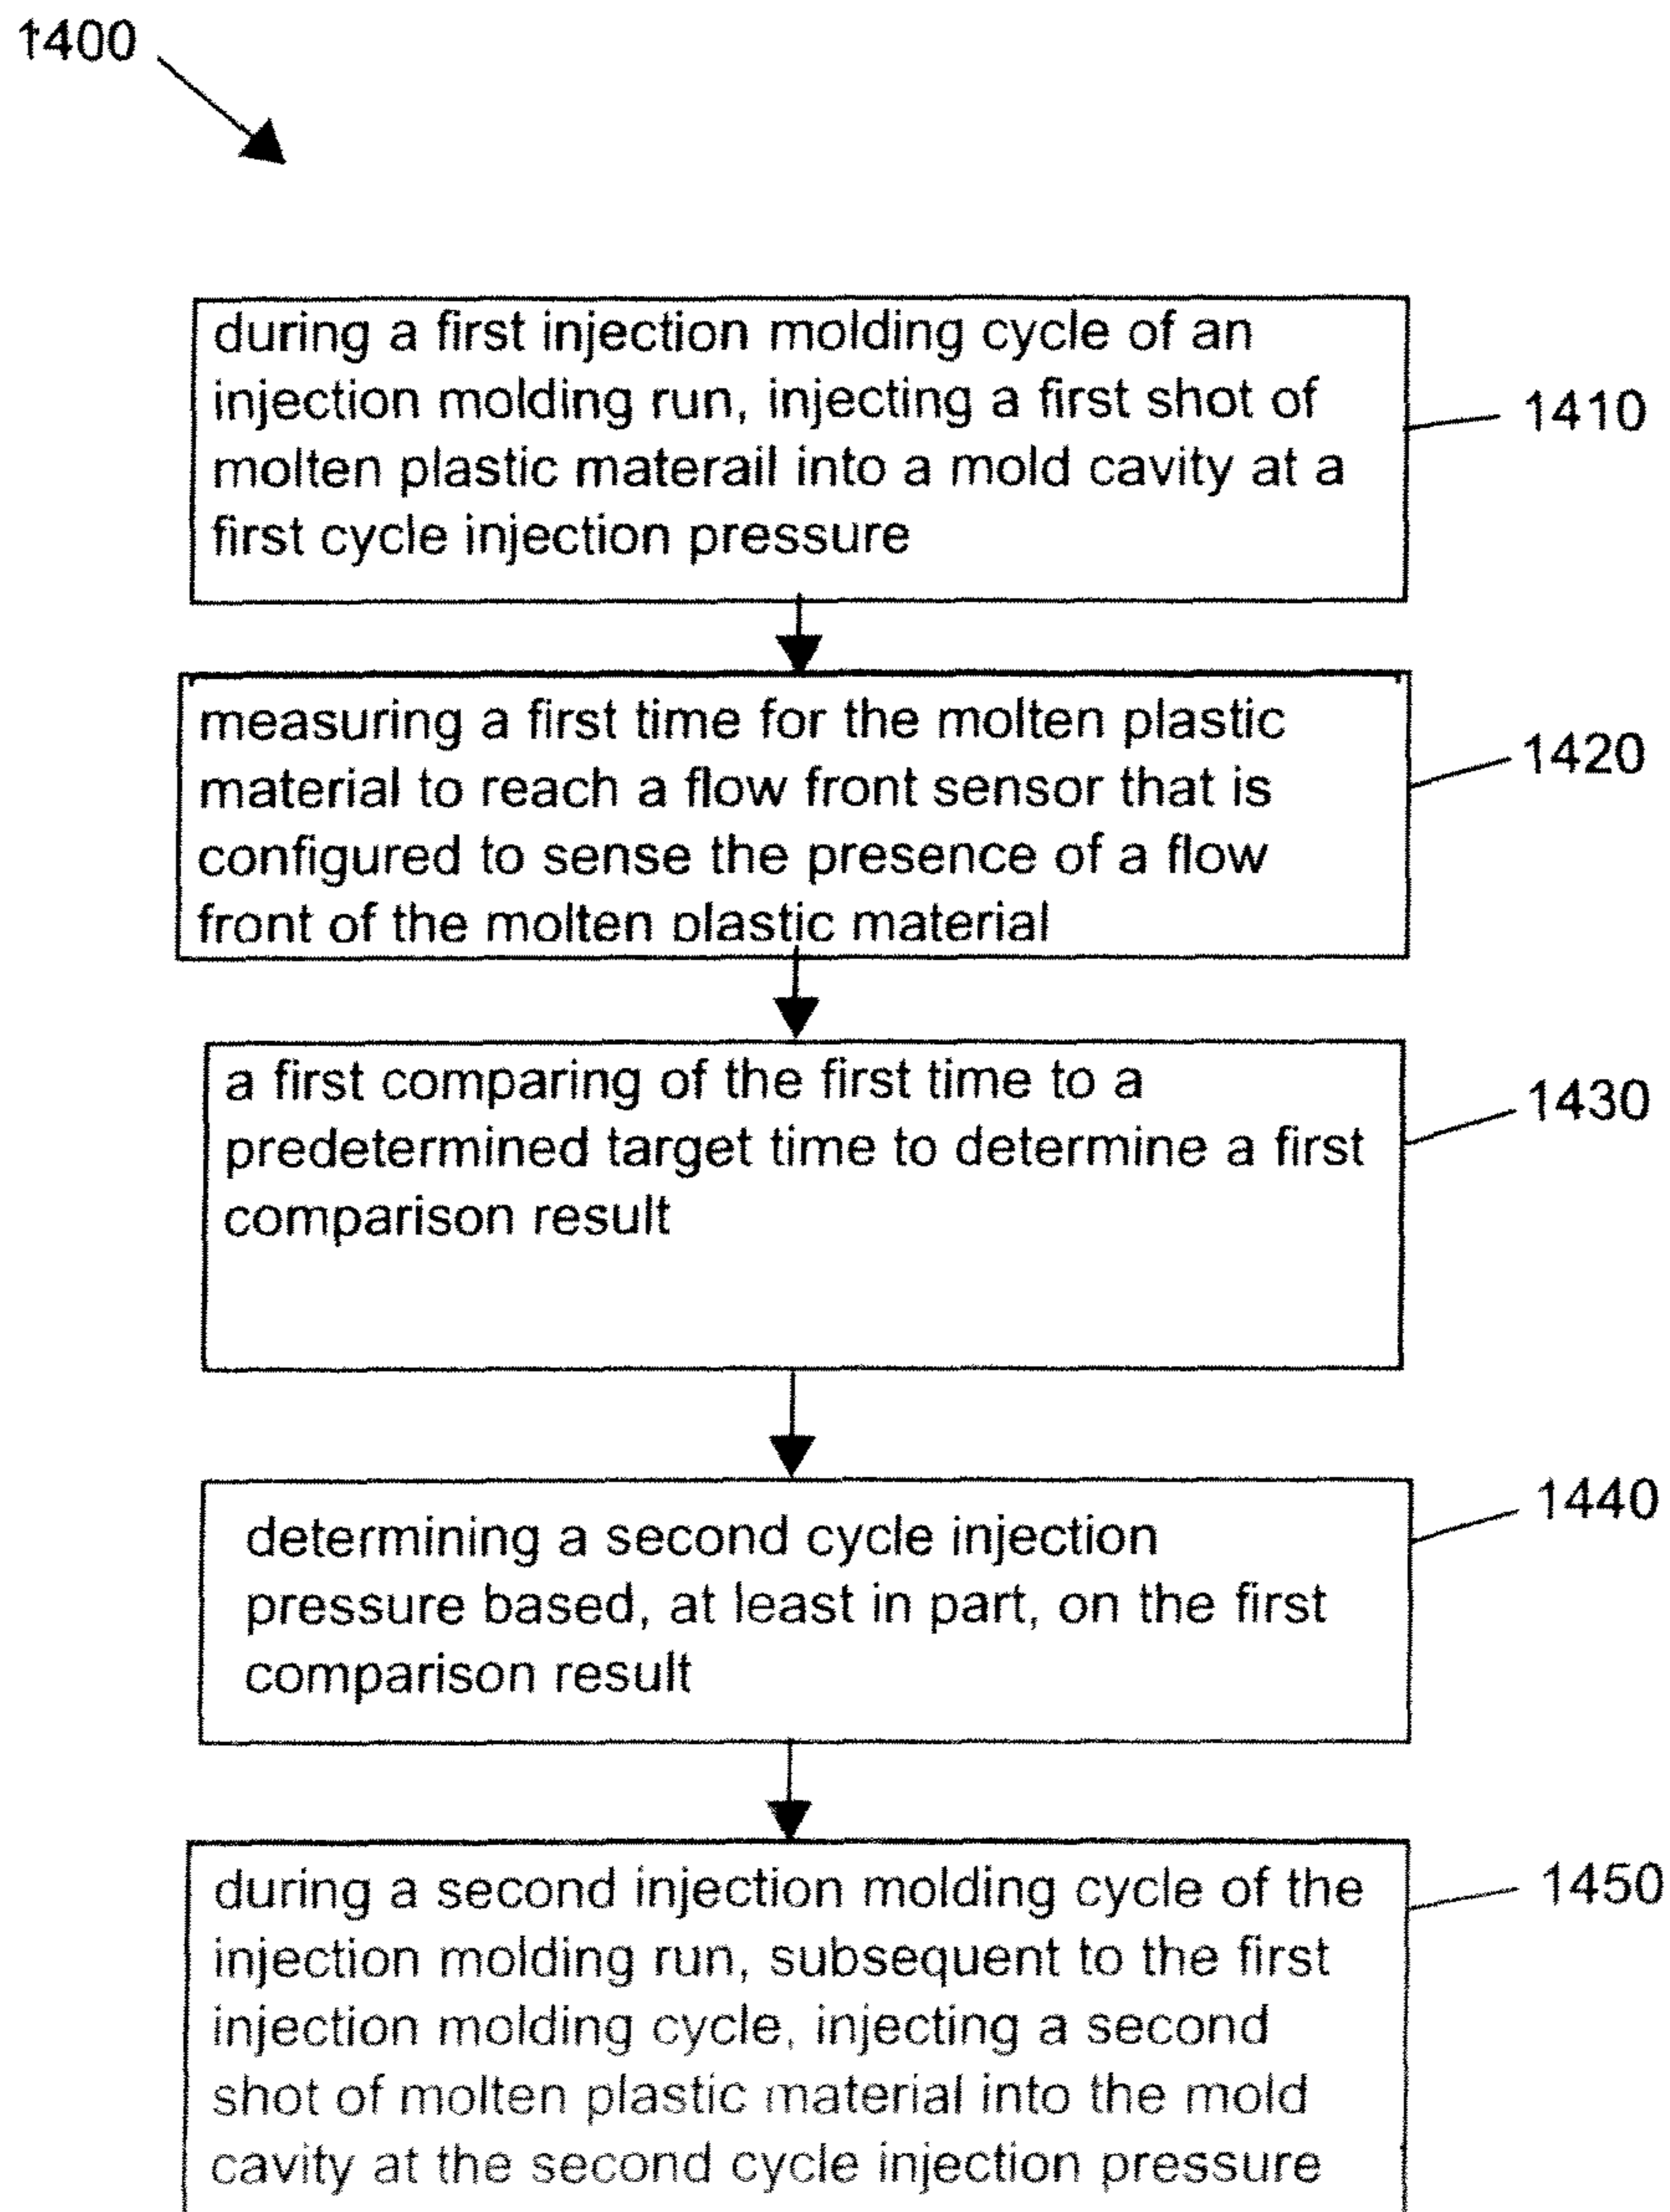 1400
during a first injection molding cycle of an
injection molding run, injecting a first shot of
molten plastic materail into a mold cavity at a
first cycle injection pressure
1410
measuring a first time for the molten plastic
material to reach a flow front sensor that is
configured to sense the presence of a flow
front of the molten plastic material
1420
a first comparing of the first time to a
predetermined target time to determine a first
comparison result
1430
determining a second cycle injection
pressure based, at least in part, on the first
comparison result
1440
during a second injection molding cycle of the
injection molding run, subsequent to the first
injection molding cycle, injecting a second
shot of molten plastic material into the mold
cavity at the second cycle injection pressure
1450